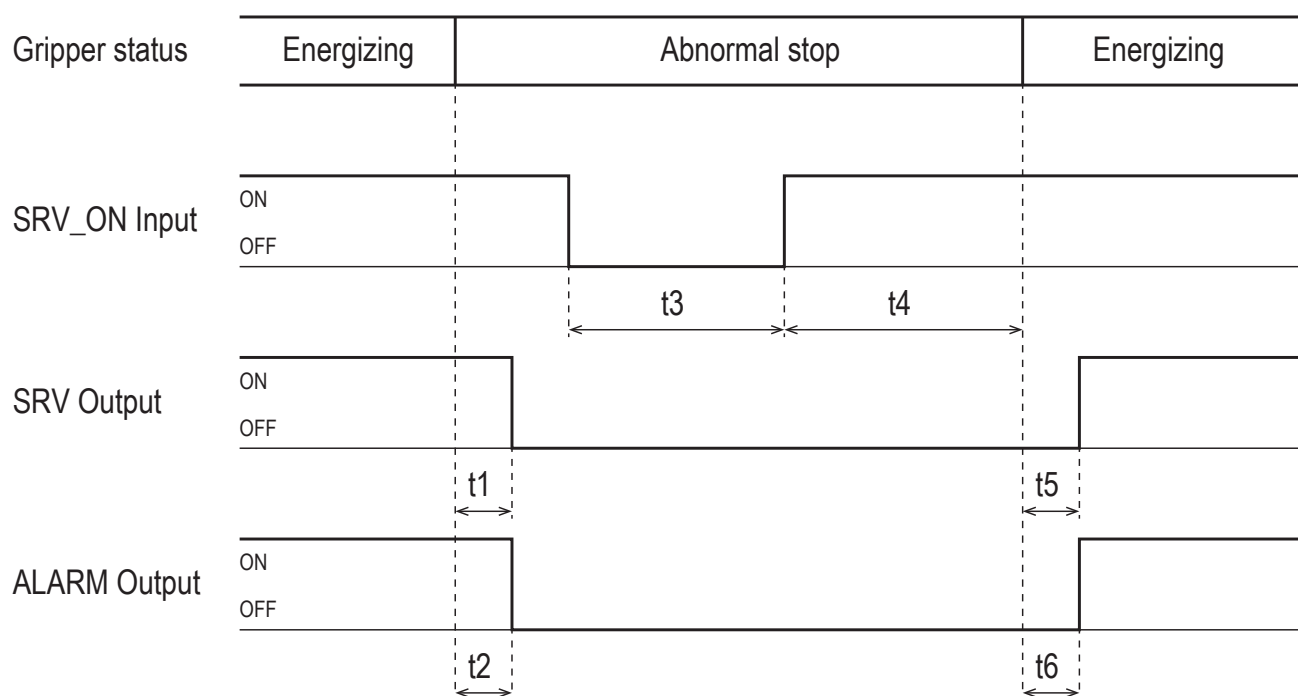 Gripper status Energizing Abnormal stop Energizing
SRV_ON Input
ON
OFF
t3 t4
SRV Output
ON
OFF
t1 t5
ALARM Output
ON
OFF
t2 t6